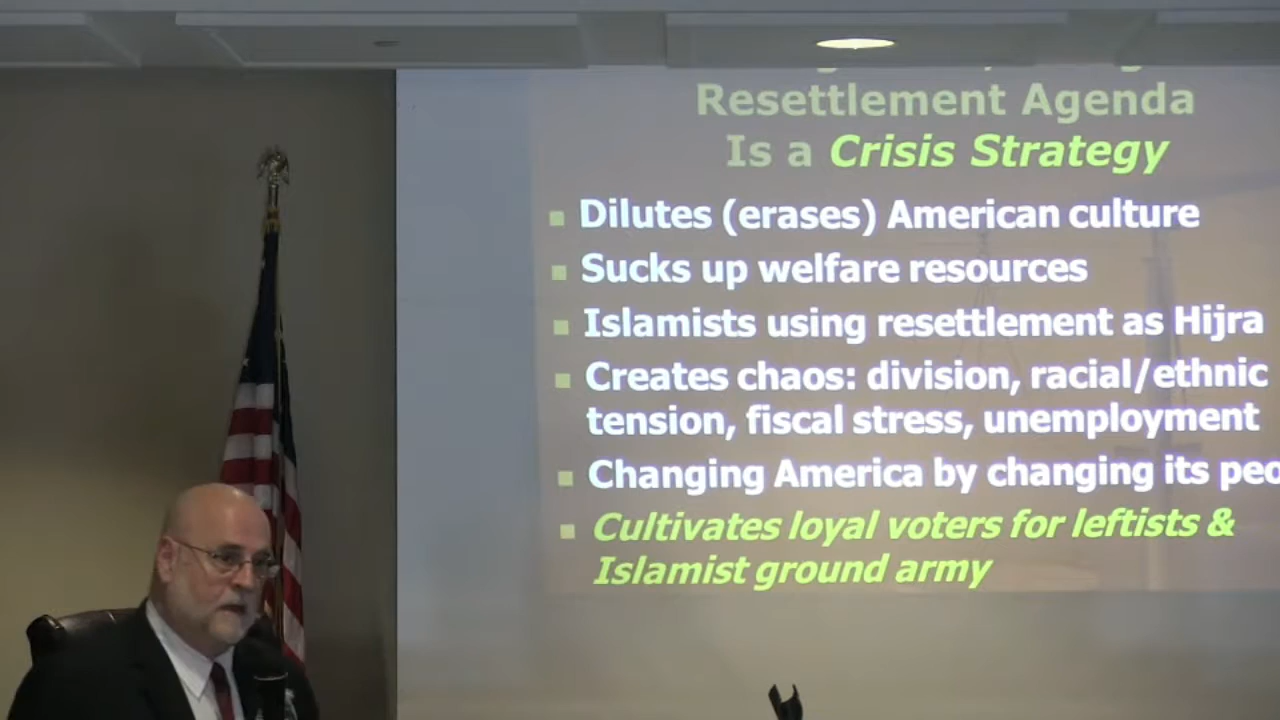 Resettlement Agenda
Is a Crisis Strategy
Dilutes (erases) American culture
Sucks up welfare resources
Islamists using resettlement as Hijra
Creates chaos: division, racial/ethnic
tension, fiscal stress, unemployment
Changing America by changing its
Cultivates loyal voters for leftists &
Islamist ground army